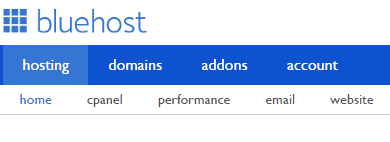 bluehost
hosting domains addons account
home cpanel performance email website